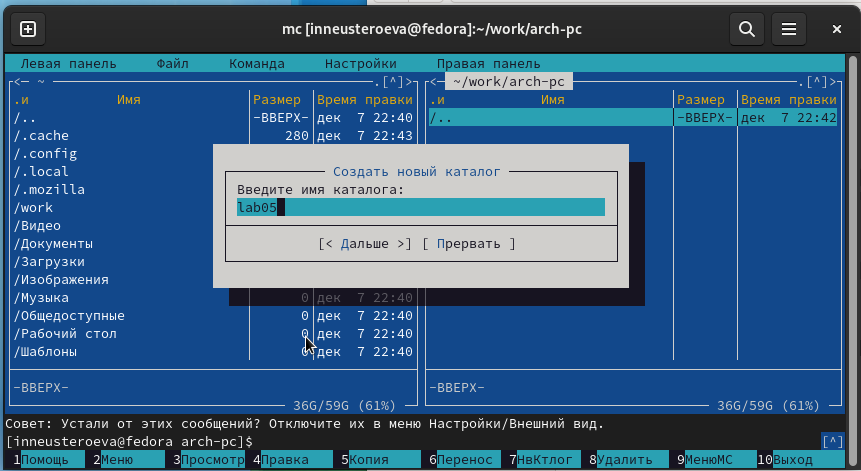 mc [inneusteroeva@fedora]:~/work/arch-pc
Левая панель Файл Команда Настройки Правая панель
<— ~ .[^]> <— ~/work/arch-pc .[^]>
.и Имя Размер Время правки .и Имя Размер Время правки
/.. -ВВЕРХ- дек 7 22:40 /.. -ВВЕРХ- дек 7 22:42
/.cache 280 дек 7 22:43
/.config
/.local
/.mozilla
/work
/Видео
/Документы
/Загрузки
/Изображения
/Музыка 0 дек 7 22:40
/Общедоступные 0 дек 7 22:40
/Рабочий стол 0 дек 7 22:40
/Шаблоны 0 дек 7 22:40
Создать новый каталог
Введите имя каталога:
lab05
[< Дальше >] [ Прервать ]
-ВВЕРХ- -ВВЕРХ-
36G/59G (61%) 36G/59G (61%)
Совет: Устали от этих сообщений? Отключите их в меню Настройки/Внешний вид.
[inneusteroeva@fedora arch-pc]$ [^]
1Помощь 2Меню 3Просмотр 4Правка 5Копия 6Перенос 7НвКтлог 8Удалить 9МенюМС 10Выход